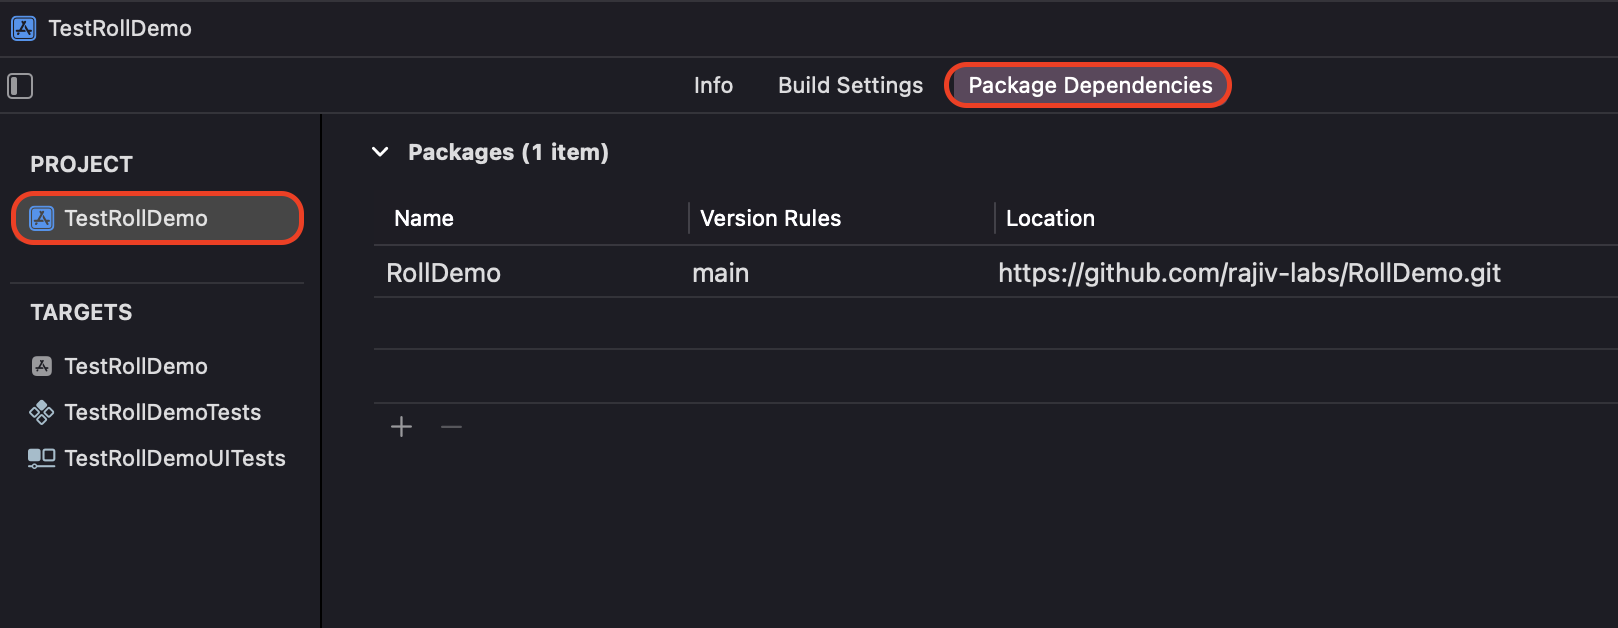 TestRollDemo
Info Build Settings Package Dependencies
PROJECT
TestRollDemo
TARGETS
TestRollDemo
TestRollDemoTests
TestRollDemoUITests
Packages (1 item)
Name Version Rules Location
RollDemo main https://github.com/rajiv-labs/RollDemo.git